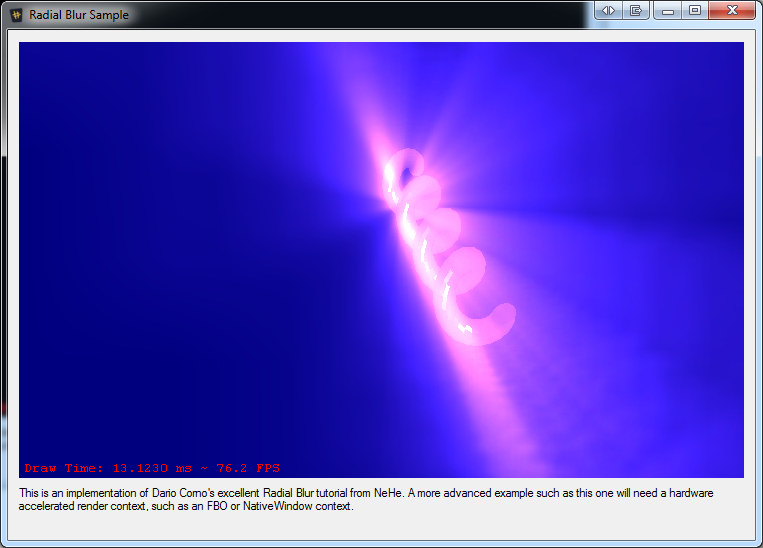 Radial Blur Sample
Draw Time: 13.1230 ms ~ 76.2 FPS
This is an implementation of Dario Corno's excellent Radial Blur tutorial from NeHe. A more advanced example such as this one will need a hardware
accelerated render context, such as an FBO or NativeWindow context.